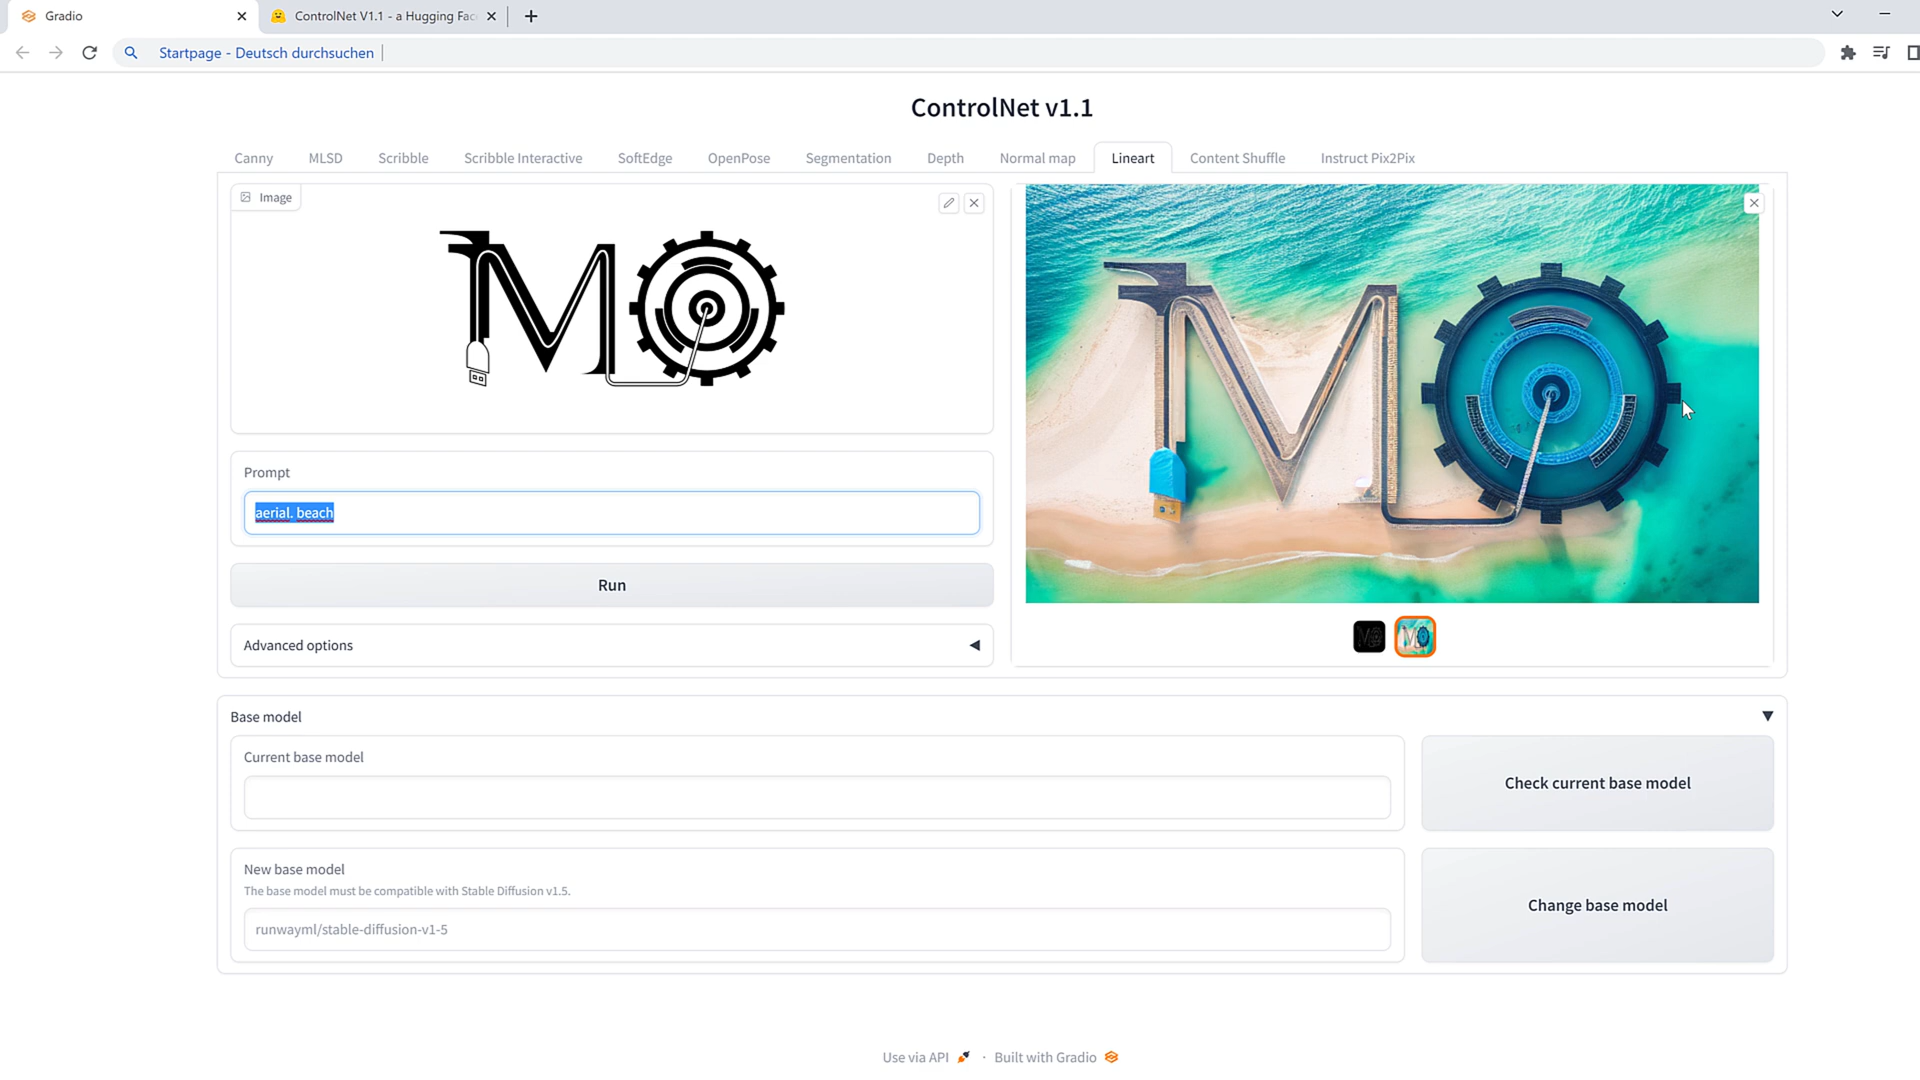 Gradio
ControlNet V1.1 - a Hugging Fac
Startpage - Deutsch durchsuchen
ControlNet v1.1
Canny MLSD Scribble Scribble Interactive SoftEdge OpenPose Segmentation Depth Normal map Lineart Content Shuffle Instruct Pix2Pix
Image
MO
MO
Prompt
aerial. beach
Run
Advanced options
Base model
Current base model
Check current base model
New base model
The base model must be compatible with Stable Diffusion v1.5.
runwayml/stable-diffusion-v1-5
Change base model
Use via API · Built with Gradio